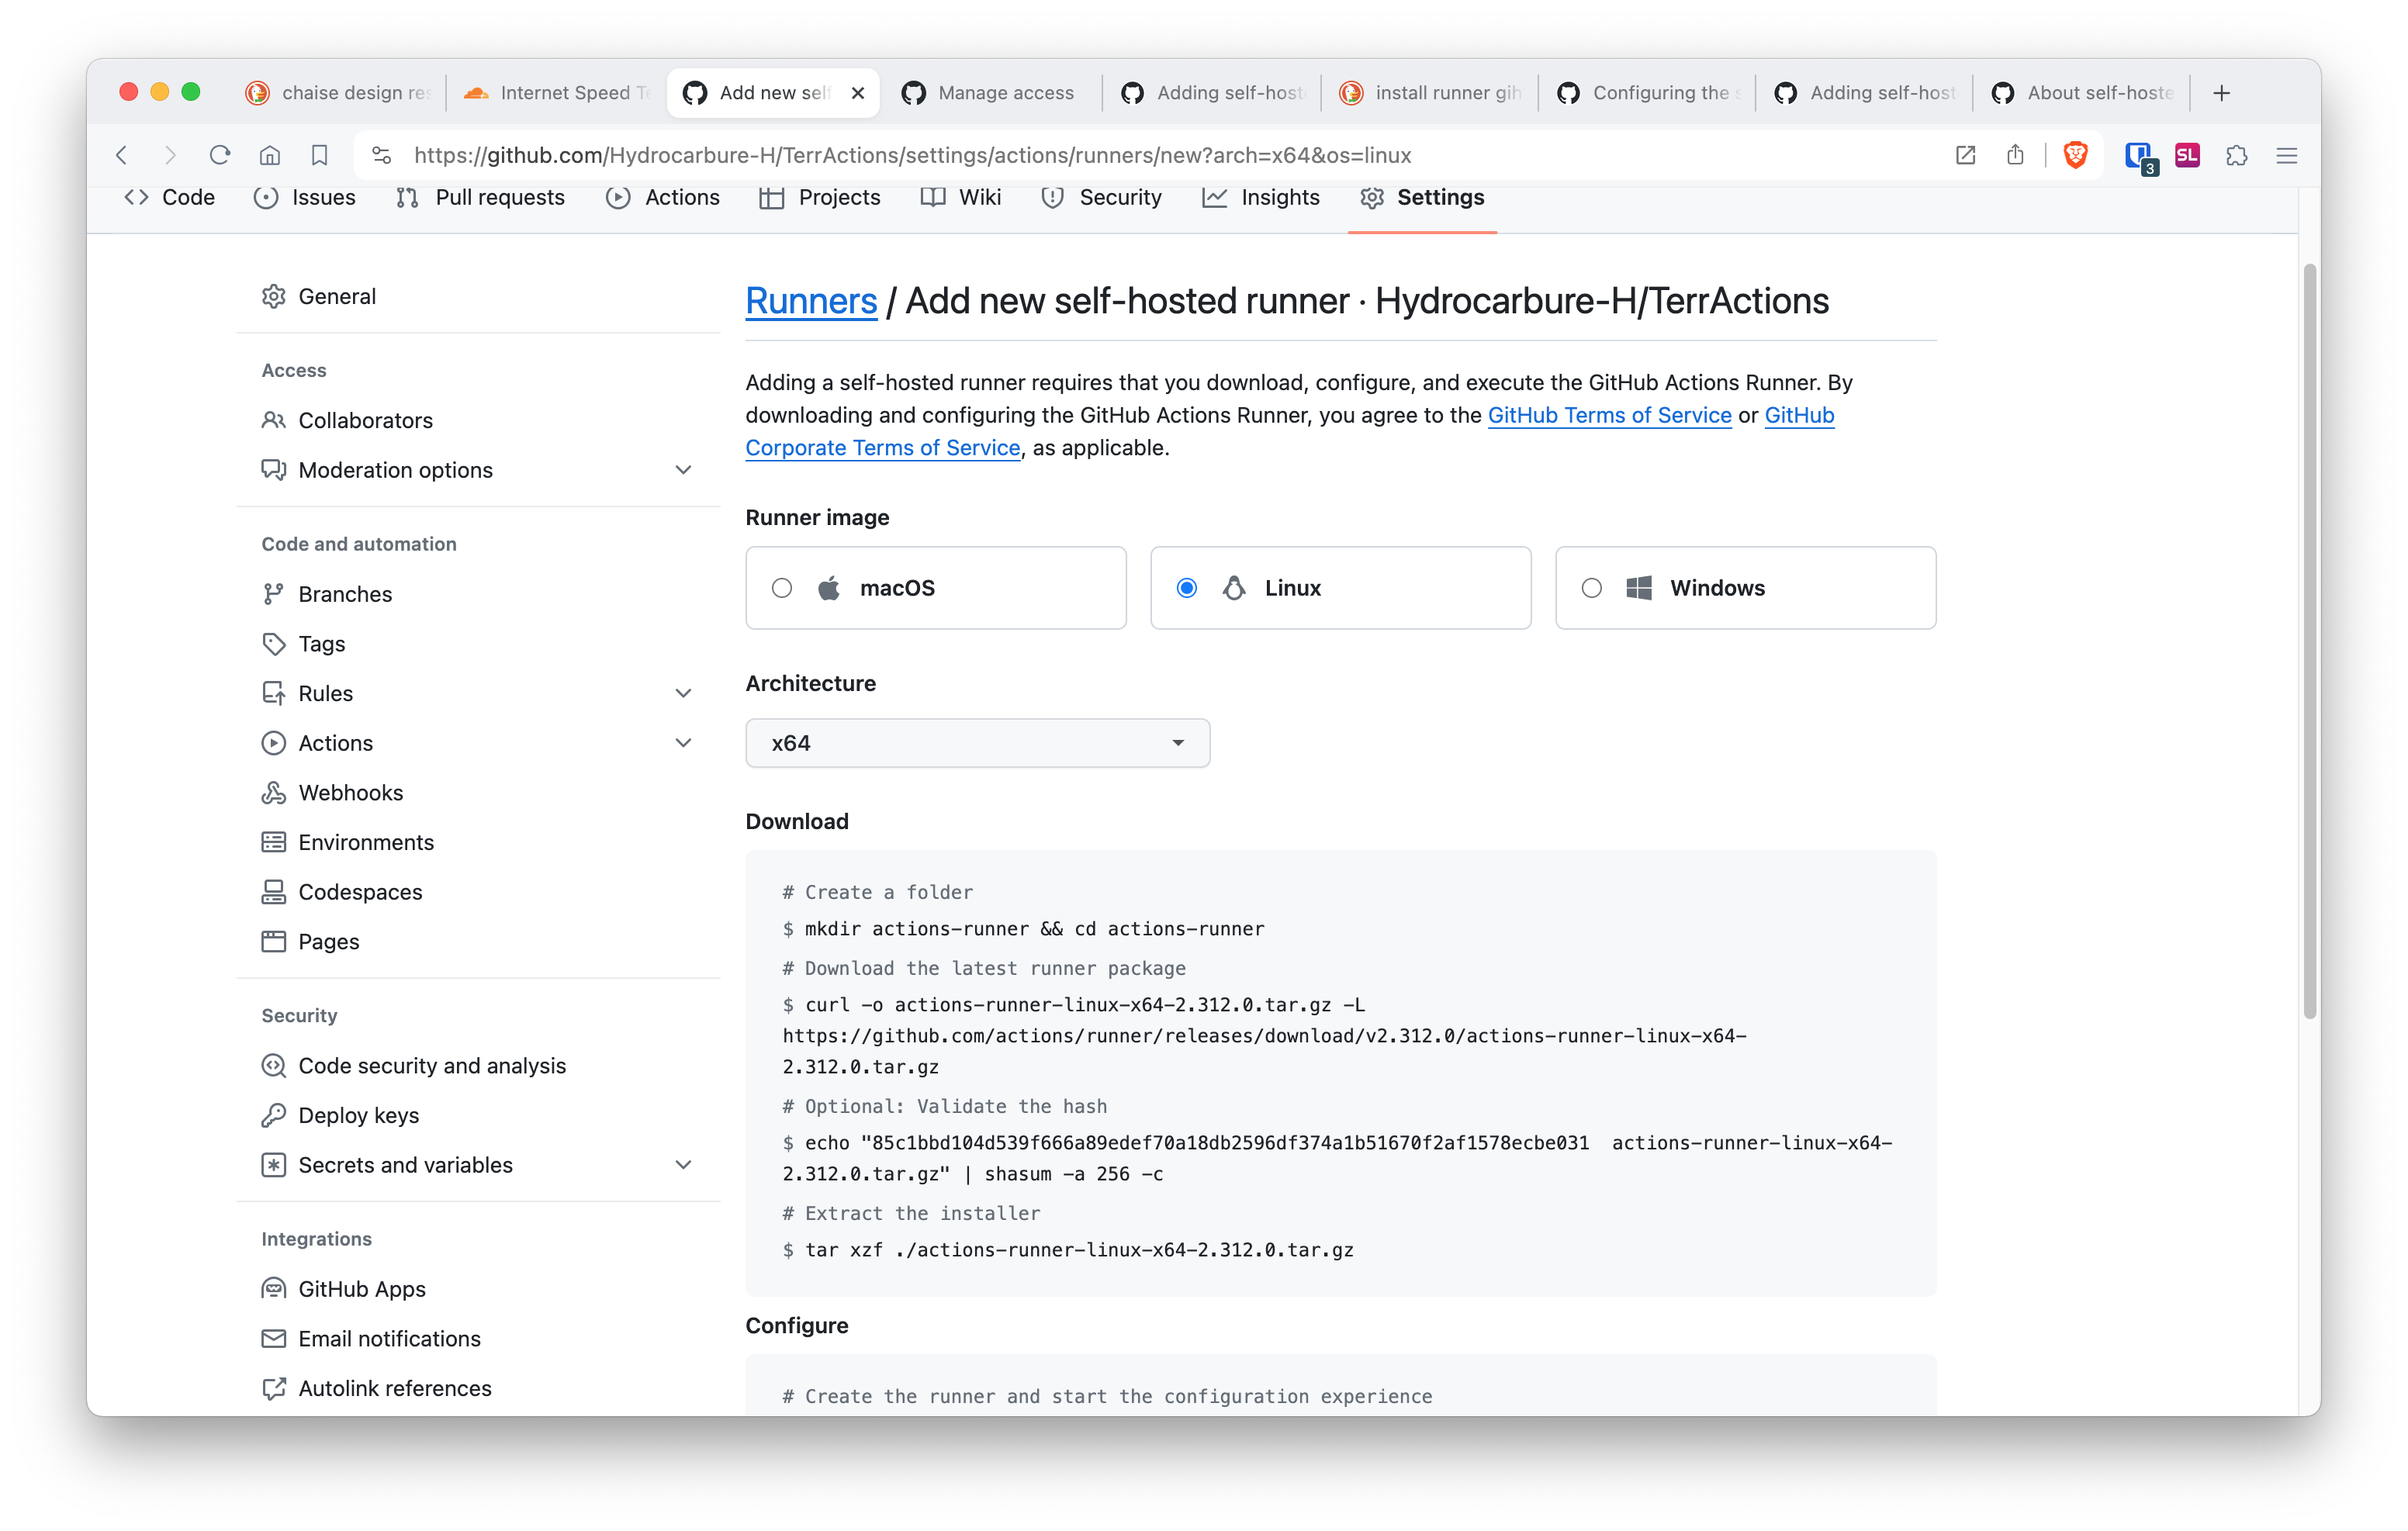 chaise design res
Internet Speed Te
Add new self
Manage access
Adding self-host
install runner gih
Configuring the s
Adding self-host
About self-hoste
https://github.com/Hydrocarbure-H/TerrActions/settings/actions/runners/new?arch=x64&os=linux
3
SL
Code
Issues
Pull requests
Actions
Projects
Wiki
Security
Insights
Settings
General
Access
Collaborators
Moderation options
Code and automation
Branches
Tags
Rules
Actions
Webhooks
Environments
Codespaces
Pages
Security
Code security and analysis
Deploy keys
Secrets and variables
Integrations
GitHub Apps
Email notifications
Autolink references
Runners / Add new self-hosted runner · Hydrocarbure-H/TerrActions
Adding a self-hosted runner requires that you download, configure, and execute the GitHub Actions Runner. By
downloading and configuring the GitHub Actions Runner, you agree to the GitHub Terms of Service or GitHub
Corporate Terms of Service, as applicable.
Runner image
macOS
Linux
Windows
Architecture
x64
Download
# Create a folder
$ mkdir actions-runner && cd actions-runner
# Download the latest runner package
$ curl -o actions-runner-linux-x64-2.312.0.tar.gz -L
https://github.com/actions/runner/releases/download/v2.312.0/actions-runner-linux-x64-
2.312.0.tar.gz
# Optional: Validate the hash
$ echo "85c1bbd104d539f666a89edef70a18db2596df374a1b51670f2af1578ecbe031  actions-runner-linux-x64-
2.312.0.tar.gz" | shasum -a 256 -c
# Extract the installer
$ tar xzf ./actions-runner-linux-x64-2.312.0.tar.gz
Configure
# Create the runner and start the configuration experience